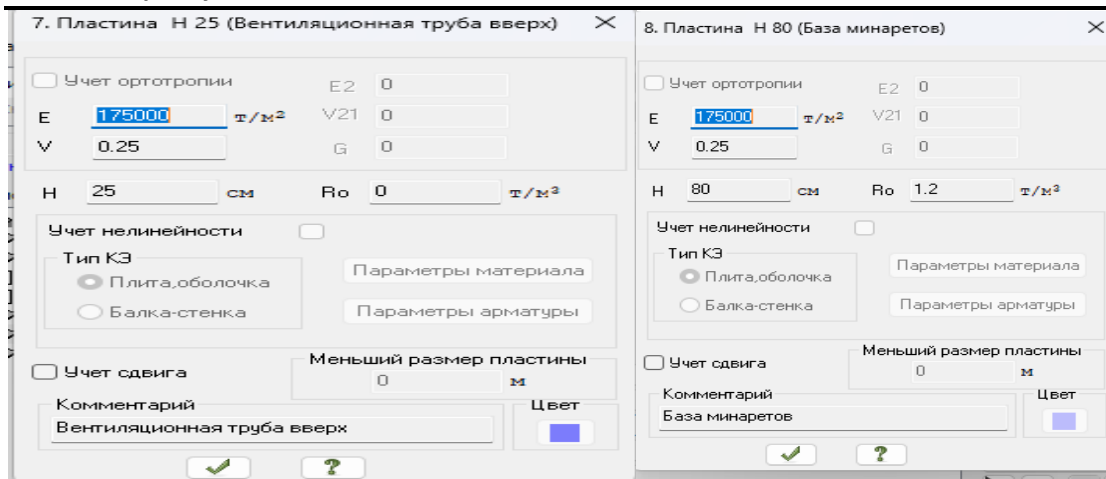 7. Пластина H 25 (Вентиляционная труба вверх)
Учет ортотропии
E2 0
E 175000 т/м²
V21 0
V 0.25
G 0
H 25 см
Ro 0 т/м³
Учет нелинейности
Тип КЭ
Плита,оболочка
Балка-стенка
Параметры материала
Параметры арматуры
Учет сдвига
Меньший размер пластины
0 м
Комментарий
Вентиляционная труба вверх
Цвет
?
8. Пластина H 80 (База минаретов)
Учет ортотропии
E2 0
E 175000 т/м²
V21 0
V 0.25
G 0
H 80 см
Ro 1.2 т/м³
Учет нелинейности
Тип КЭ
Плита,оболочка
Балка-стенка
Параметры материала
Параметры арматуры
Учет сдвига
Меньший размер пластины
0 м
Комментарий
База минаретов
Цвет
?